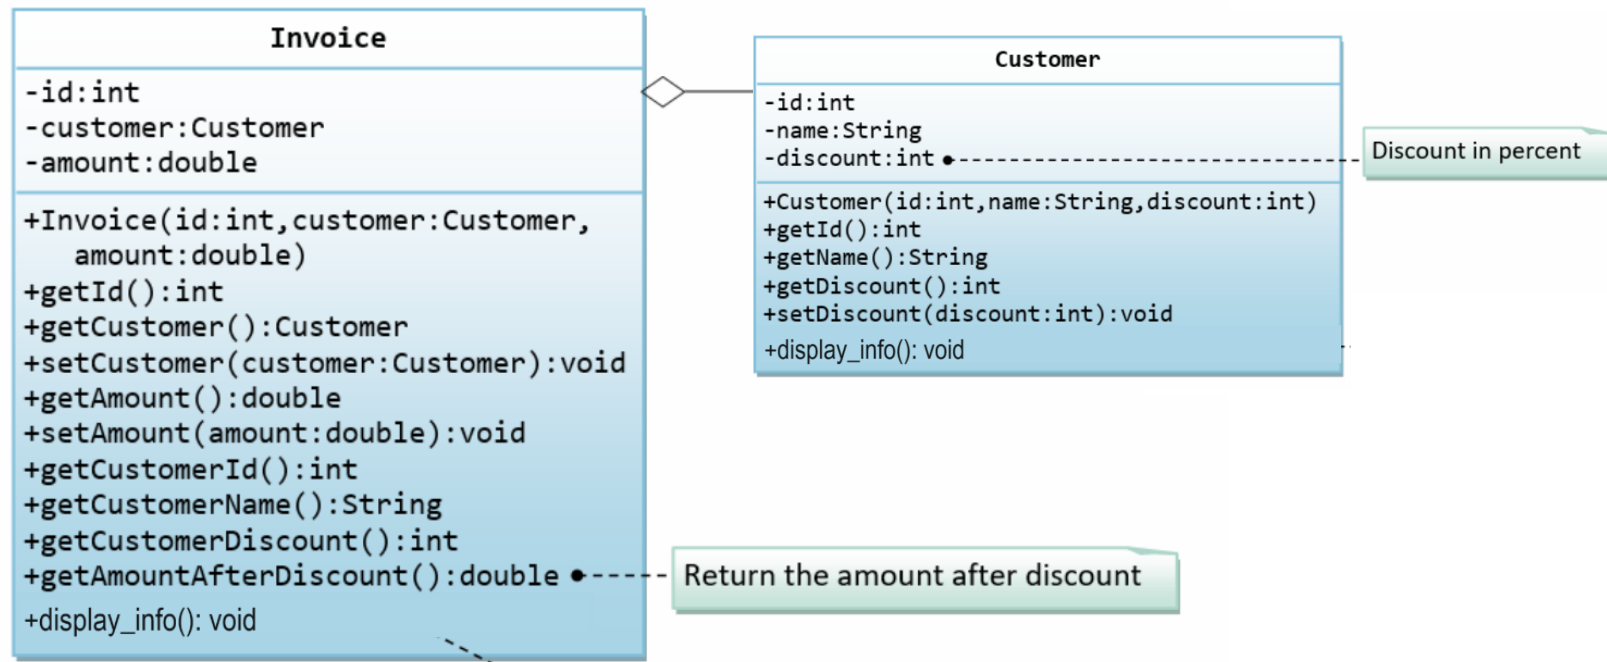 Invoice
-id:int
-customer:Customer
-amount:double
+Invoice(id:int,customer:Customer,
amount:double)
+getId():int
+getCustomer():Customer
+setCustomer(customer:Customer):void
+getAmount():double
+setAmount(amount:double):void
+getCustomerId():int
+getCustomerName():String
+getCustomerDiscount():int
+getAmountAfterDiscount():double
+display_info(): void
Return the amount after discount
Customer
-id:int
-name:String
-discount:int
Discount in percent
+Customer(id:int,name:String,discount:int)
+getId():int
+getName():String
+getDiscount():int
+setDiscount(discount:int):void
+display_info(): void